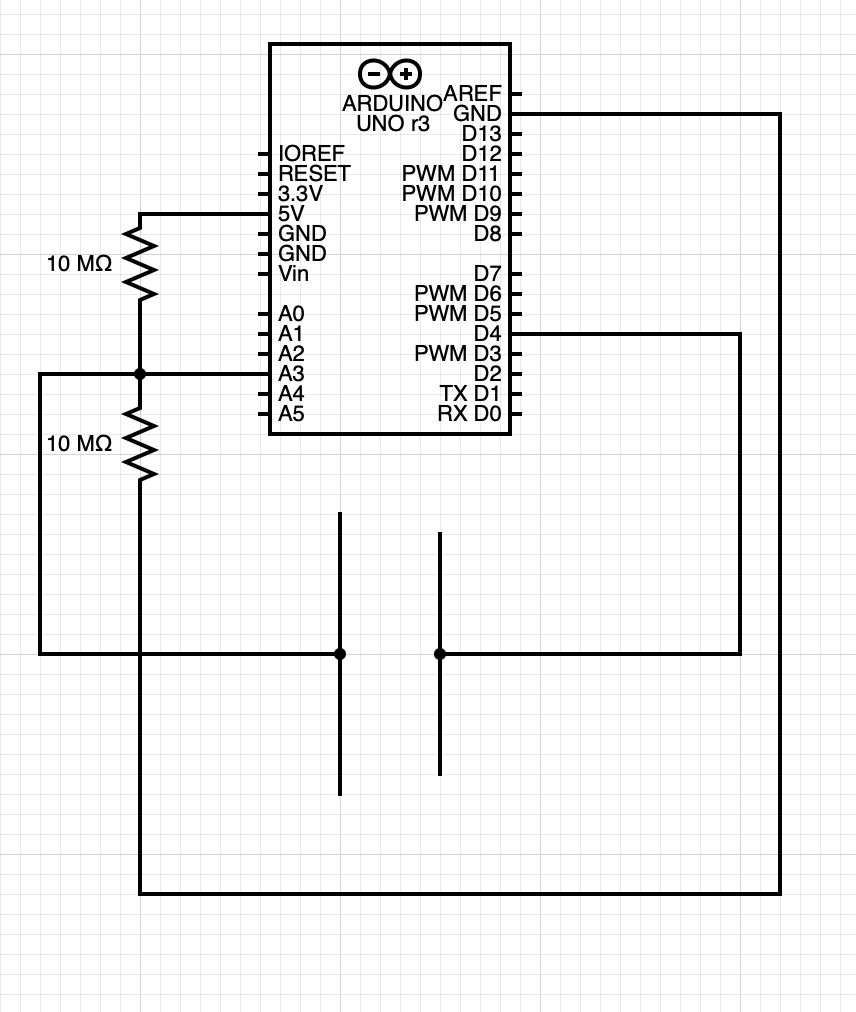 ARDUINO
UNO r3
AREF
GND
D13
IOREF
D12
RESET
PWM D11
3.3V
PWM D10
5V
PWM D9
GND
D8
GND
Vin
D7
PWM D6
A0
PWM D5
A1
D4
A2
PWM D3
A3
D2
A4
TX D1
A5
RX D0
10 MΩ
10 MΩ